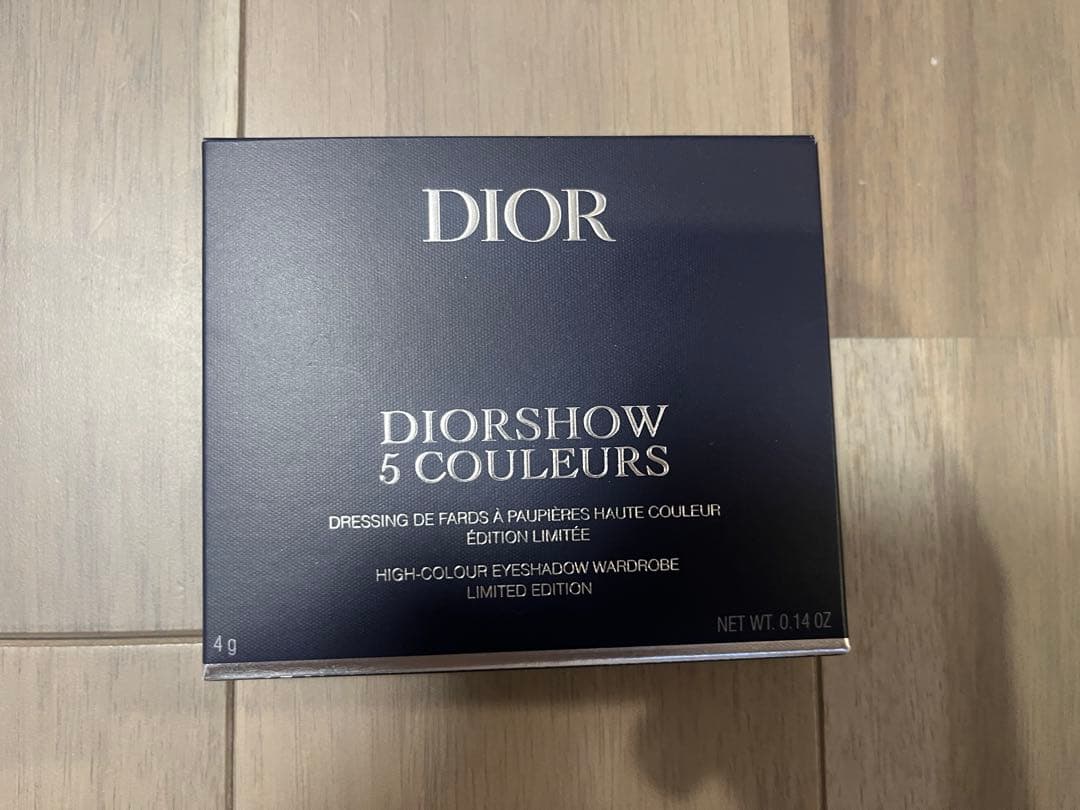 DIOR
DIORSHOW
5 COULEURS
DRESSING DE FARDS À PAUPIÈRES HAUTE COULEUR
ÉDITION LIMITÉE
HIGH-COLOUR EYESHADOW WARDROBE
LIMITED EDITION
4 g
NET WT. 0.14 OZ